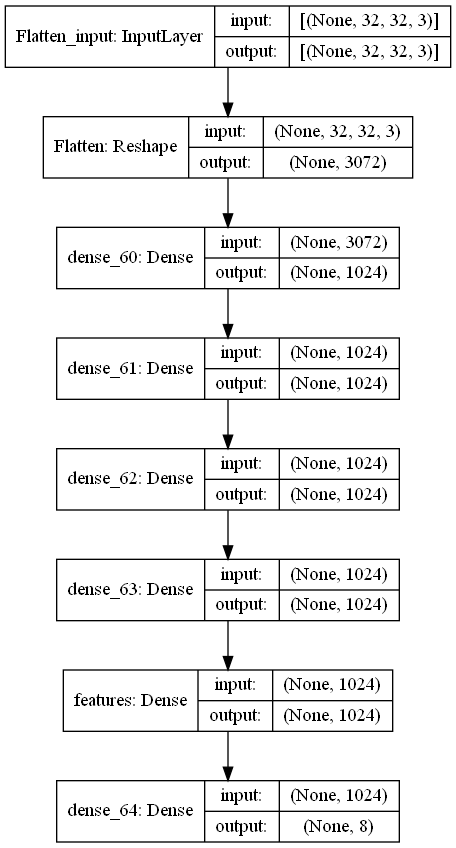 Flatten_input: InputLayer
input:
[(None, 32, 32, 3)]
output:
[(None, 32, 32, 3)]
Flatten: Reshape
input:
(None, 32, 32, 3)
output:
(None, 3072)
dense_60: Dense
input:
(None, 3072)
output:
(None, 1024)
dense_61: Dense
input:
(None, 1024)
output:
(None, 1024)
dense_62: Dense
input:
(None, 1024)
output:
(None, 1024)
dense_63: Dense
input:
(None, 1024)
output:
(None, 1024)
features: Dense
input:
(None, 1024)
output:
(None, 1024)
dense_64: Dense
input:
(None, 1024)
output:
(None, 8)